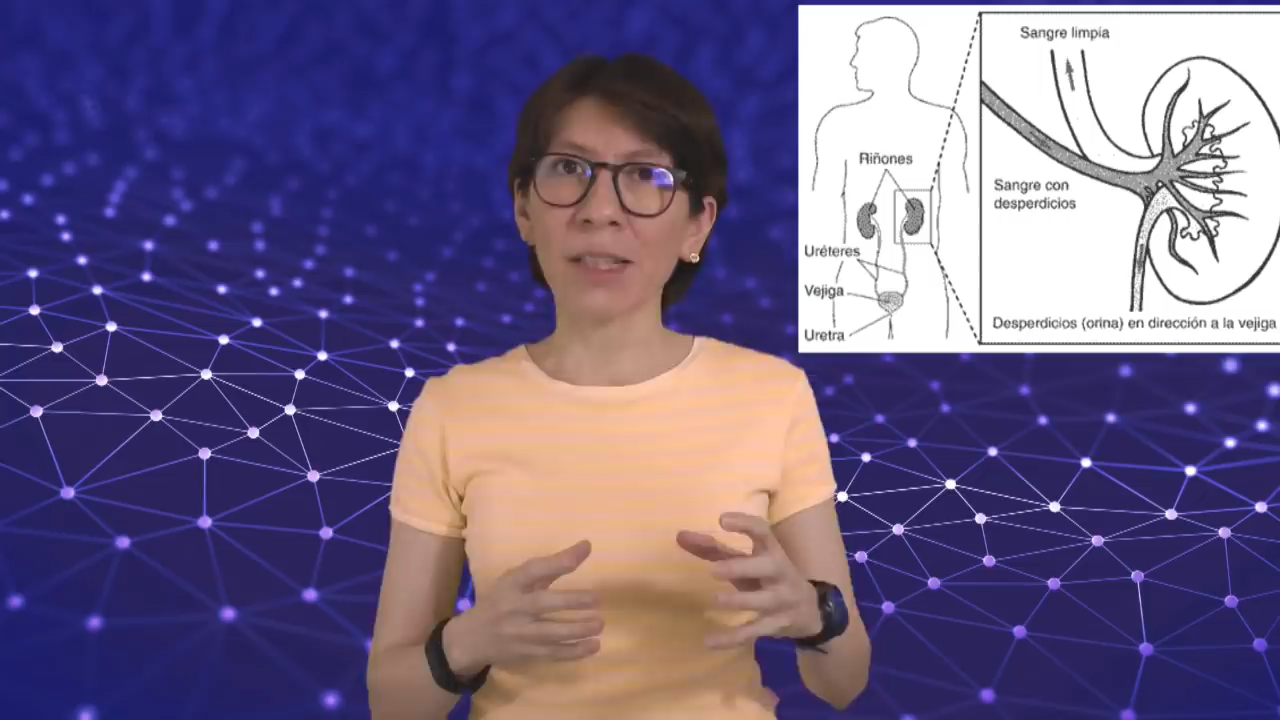 Riñones
Uréteres
Vejiga
Uretra
Sangre limpia
Sangre con
desperdicios
Desperdicios (orina) en dirección a la vejiga